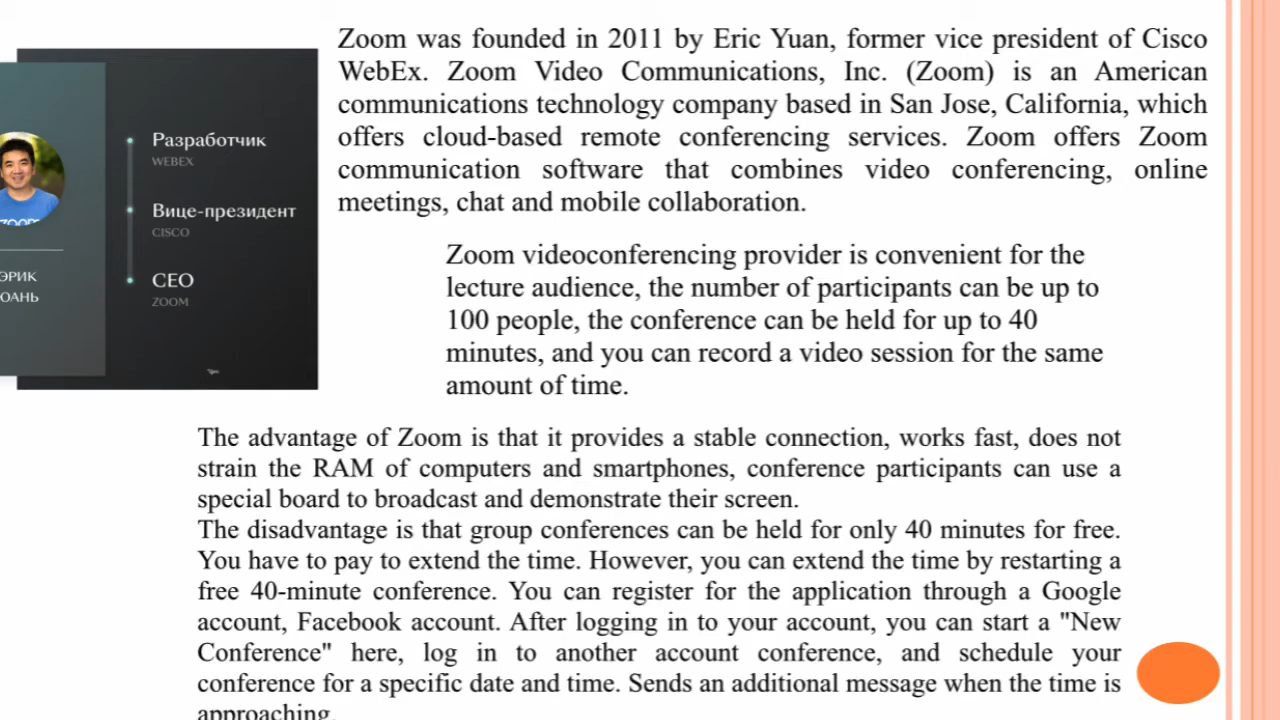 Zoom was founded in 2011 by Eric Yuan, former vice president of Cisco
WebEx. Zoom Video Communications, Inc. (Zoom) is an American
communications technology company based in San Jose, California, which
offers cloud-based remote conferencing services. Zoom offers Zoom
communication software that combines video conferencing, online
meetings, chat and mobile collaboration.
Разработчик
WEBEX
Вице-президент
CISCO
CEO
ZOOM
zoom
ЭРИК
ЮАНЬ
Zoom videoconferencing provider is convenient for the
lecture audience, the number of participants can be up to
100 people, the conference can be held for up to 40
minutes, and you can record a video session for the same
amount of time.
The advantage of Zoom is that it provides a stable connection, works fast, does not
strain the RAM of computers and smartphones, conference participants can use a
special board to broadcast and demonstrate their screen.
The disadvantage is that group conferences can be held for only 40 minutes for free.
You have to pay to extend the time. However, you can extend the time by restarting a
free 40-minute conference. You can register for the application through a Google
account, Facebook account. After logging in to your account, you can start a "New
Conference" here, log in to another account conference, and schedule your
conference for a specific date and time. Sends an additional message when the time is
approaching.